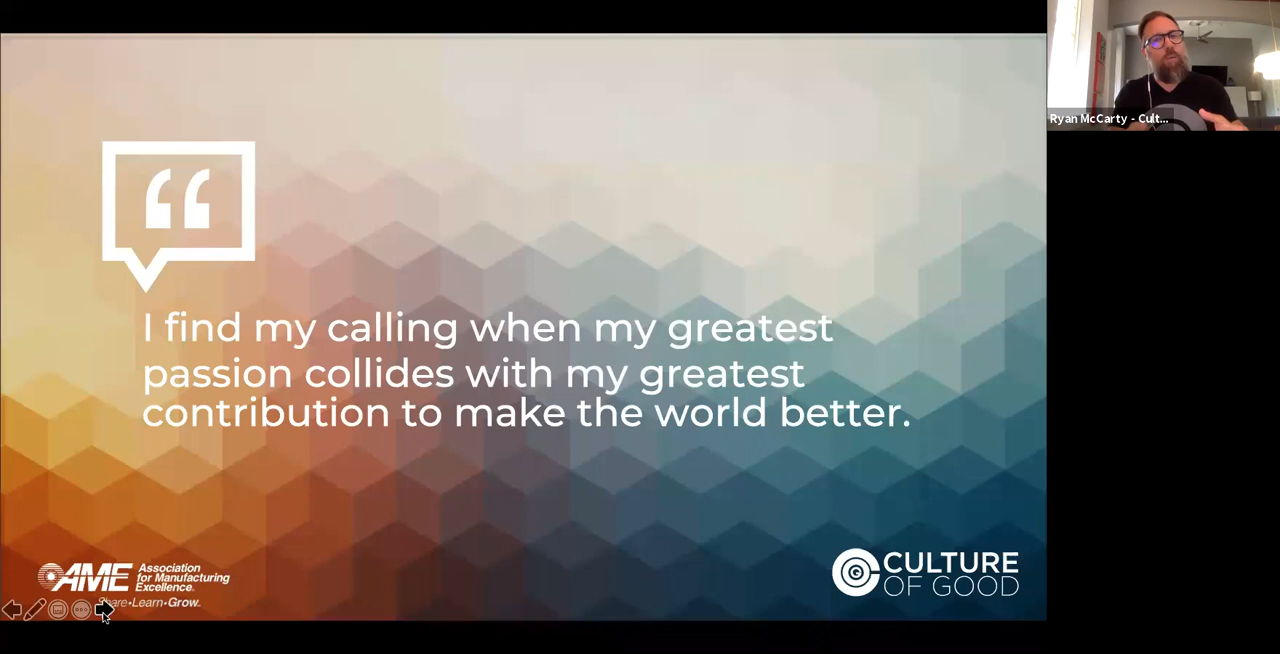 Ryan McCarty - Cult...
“
I find my calling when my greatest
passion collides with my greatest
contribution to make the world better.
AME
Association
for Manufacturing
Excellence
Share•Learn•Grow.
CULTURE
OF GOOD